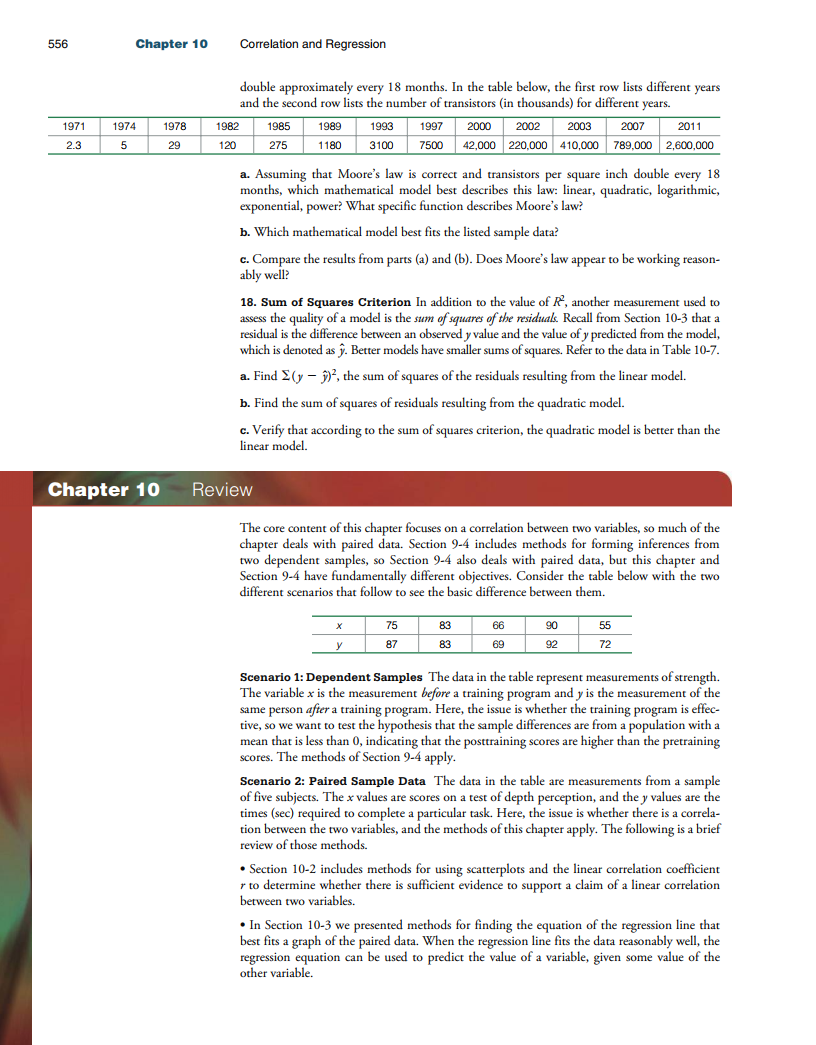 556 Chapter 10 Correlation and Regression
double approximately every 18 months. In the table below, the first row lists different years
and the second row lists the number of transistors (in thousands) for different years.
1971 1974 1978 1982 1985 1989 1993 1997 2000 2002 2003 2007 2011
2.3 5 29 120 275 1180 3100 7500 42,000 220,000 410,000 789,000 2,600,000
a. Assuming that Moore's law is correct and transistors per square inch double every 18
months, which mathematical model best describes this law: linear, quadratic, logarithmic,
exponential, power? What specific function describes Moore's law?
b. Which mathematical model best fits the listed sample data?
c. Compare the results from parts (a) and (b). Does Moore's law appear to be working reason-
ably well?
18. Sum of Squares Criterion In addition to the value of R², another measurement used to
assess the quality of a model is the sum of squares of the residuals. Recall from Section 10-3 that a
residual is the difference between an observed y value and the value of y predicted from the model,
which is denoted as ŷ. Better models have smaller sums of squares. Refer to the data in Table 10-7.
a. Find Σ(y − ŷ)², the sum of squares of the residuals resulting from the linear model.
b. Find the sum of squares of residuals resulting from the quadratic model.
c. Verify that according to the sum of squares criterion, the quadratic model is better than the
linear model.
Chapter 10 Review
The core content of this chapter focuses on a correlation between two variables, so much of the
chapter deals with paired data. Section 9-4 includes methods for forming inferences from
two dependent samples, so Section 9-4 also deals with paired data, but this chapter and
Section 9-4 have fundamentally different objectives. Consider the table below with the two
different scenarios that follow to see the basic difference between them.
x 75 83 66 90 55
y 87 83 69 92 72
Scenario 1: Dependent Samples The data in the table represent measurements of strength.
The variable x is the measurement before a training program and y is the measurement of the
same person after a training program. Here, the issue is whether the training program is effec-
tive, so we want to test the hypothesis that the sample differences are from a population with a
mean that is less than 0, indicating that the posttraining scores are higher than the pretraining
scores. The methods of Section 9-4 apply.
Scenario 2: Paired Sample Data The data in the table are measurements from a sample
of five subjects. The x values are scores on a test of depth perception, and the y values are the
times (sec) required to complete a particular task. Here, the issue is whether there is a correla-
tion between the two variables, and the methods of this chapter apply. The following is a brief
review of those methods.
• Section 10-2 includes methods for using scatterplots and the linear correlation coefficient
r to determine whether there is sufficient evidence to support a claim of a linear correlation
between two variables.
• In Section 10-3 we presented methods for finding the equation of the regression line that
best fits a graph of the paired data. When the regression line fits the data reasonably well, the
regression equation can be used to predict the value of a variable, given some value of the
other variable.